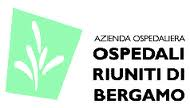 AZIENDA OSPEDALIERA
OSPEDALI
RIUNITI DI
BERGAMO